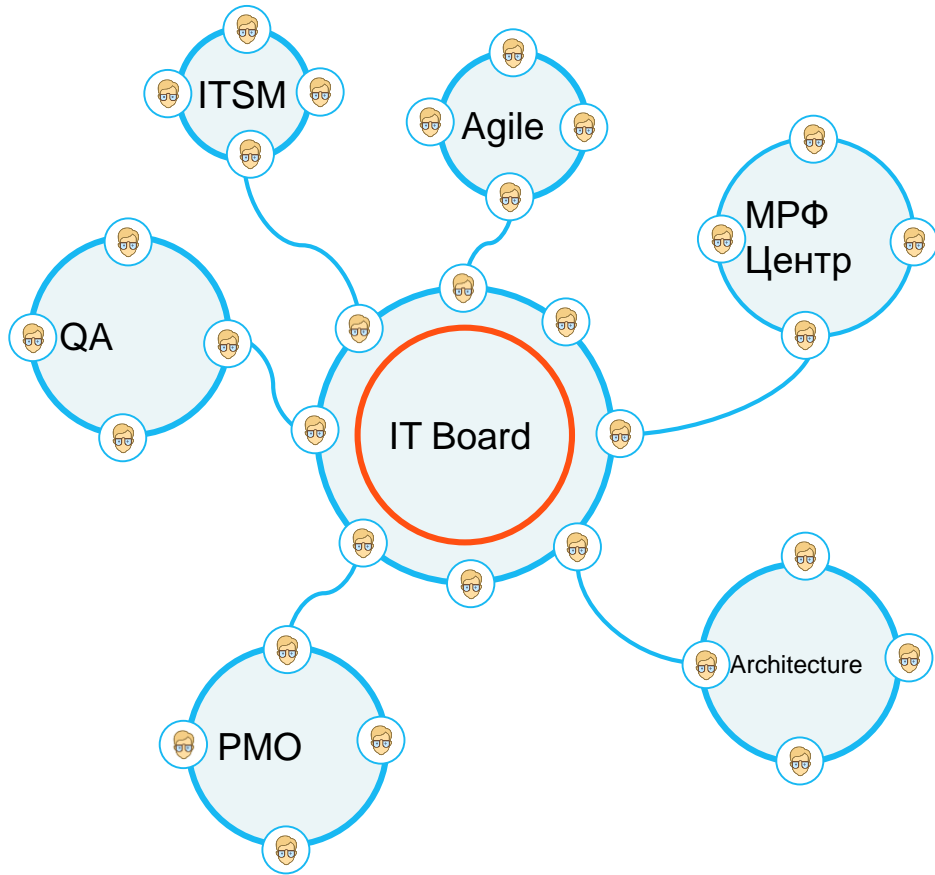 ITSM
Agile
МРФ
Центр
QA
IT Board
Architecture
PMO